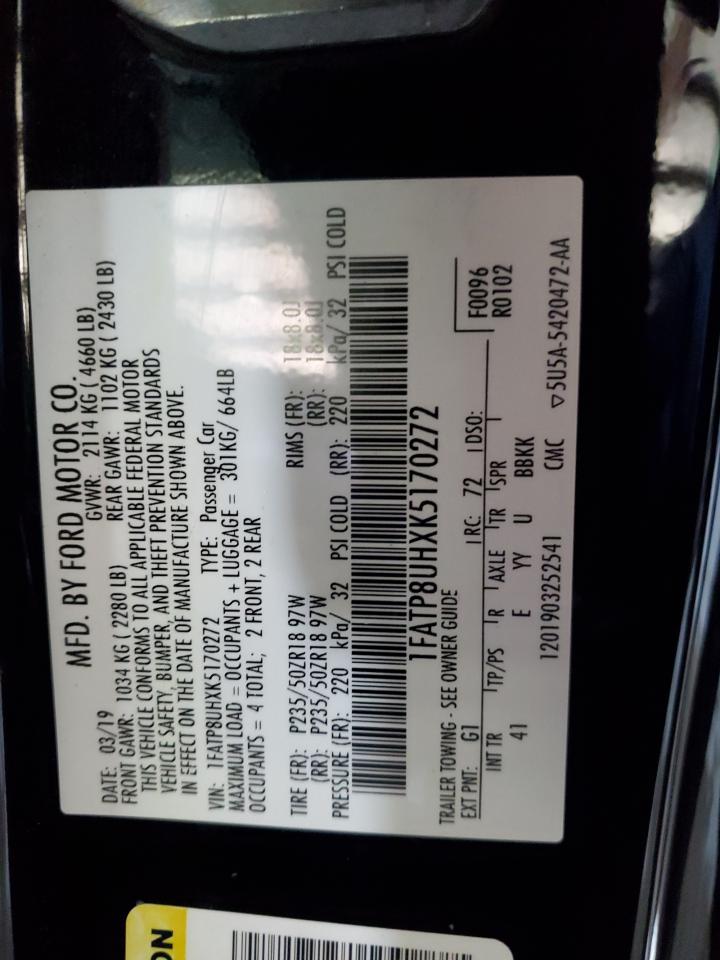 MFD. BY FORD MOTOR CO.
DATE: 03/19 GVWR: 2114 KG ( 4660 LB)
FRONT GAWR: 1034 KG ( 2280 LB) REAR GAWR: 1102 KG ( 2430 LB)
THIS VEHICLE CONFORMS TO ALL APPLICABLE FEDERAL MOTOR
VEHICLE SAFETY, BUMPER, AND THEFT PREVENTION STANDARDS
IN EFFECT ON THE DATE OF MANUFACTURE SHOWN ABOVE.
VIN: 1FATP8UHXK5170272 TYPE: Passenger Car
MAXIMUM LOAD = OCCUPANTS + LUGGAGE = 301KG/ 664LB
OCCUPANTS = 4 TOTAL; 2 FRONT, 2 REAR
TIRE (FR): P235/50ZR18 97W RIMS (FR): 18x8.0J
(RR): P235/50ZR18 97W (RR): 18x8.0J
PRESSURE (FR): 220 kPa/ 32 PSI COLD (RR): 220 kPa/ 32 PSI COLD
1FATP8UHXK5170272
TRAILER TOWING - SEE OWNER GUIDE
EXT PNT: G1 RC: 72 DSO: F0096
INT TR TP/PS R AXLE TR SPR R0102
41 E YY U BBKK
1201903252541 CMC ▽5U5A-5420472-AA
ON